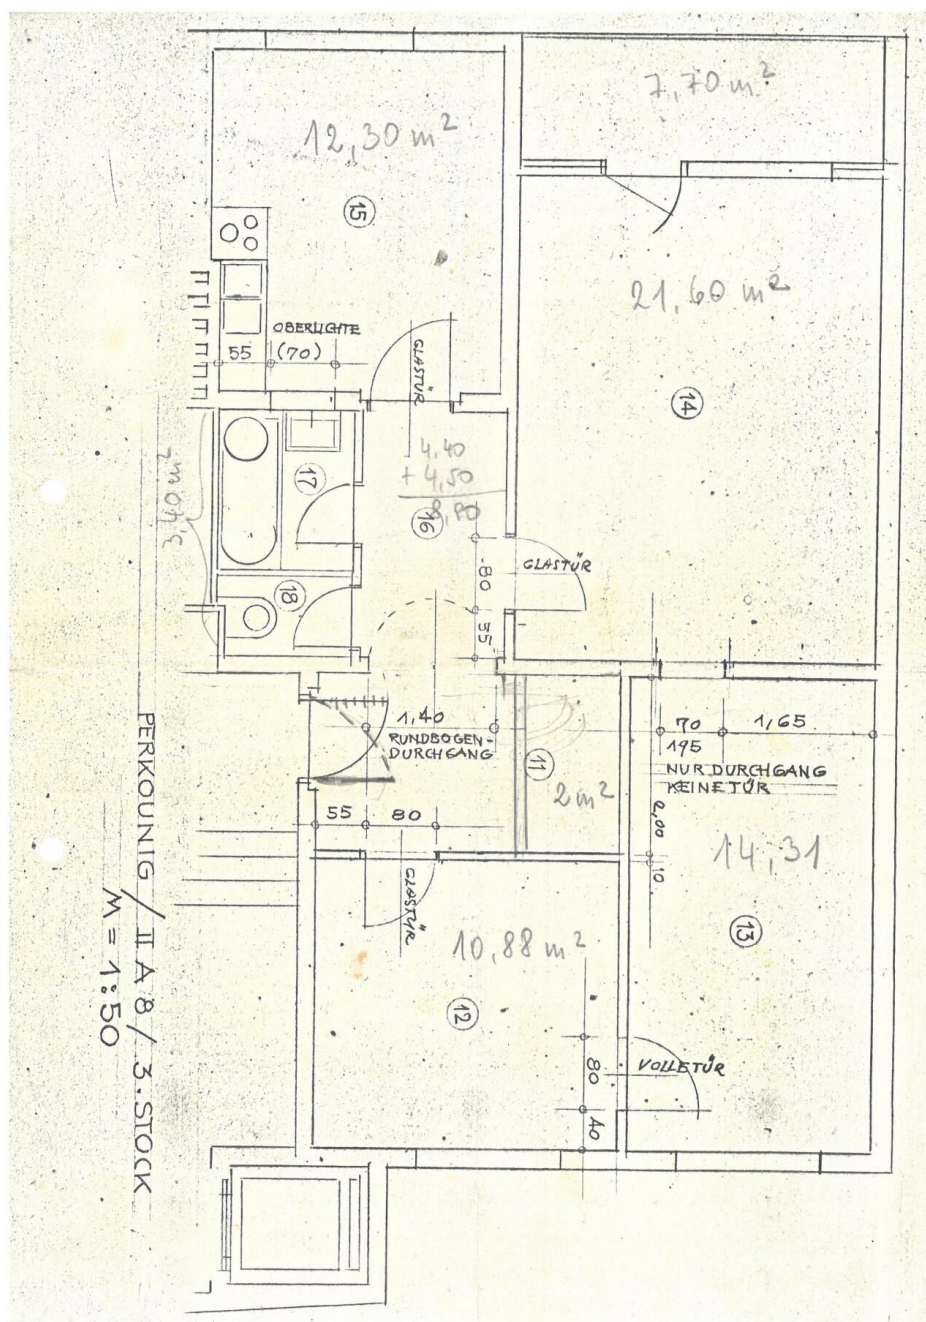 7,70 m²
12,30 m²
15
21,60 m²
OBERLICHTE
55
(70)
GLASTÜR
14
4,40
+ 4,50
8,90
16
17
3,40 m²
80
GLASTÜR
18
35
1,40
RUNDBOGEN-
DURCHGANG
11
2 m²
70
1,65
195
NUR DURCHGANG
KEINE TÜR
55
80
2,00
10
14,31
GLASTÜR
10,88 m²
13
12
80
VOLLETÜR
40
PERKOUNIG / II A 8 / 3. STOCK
M = 1:50